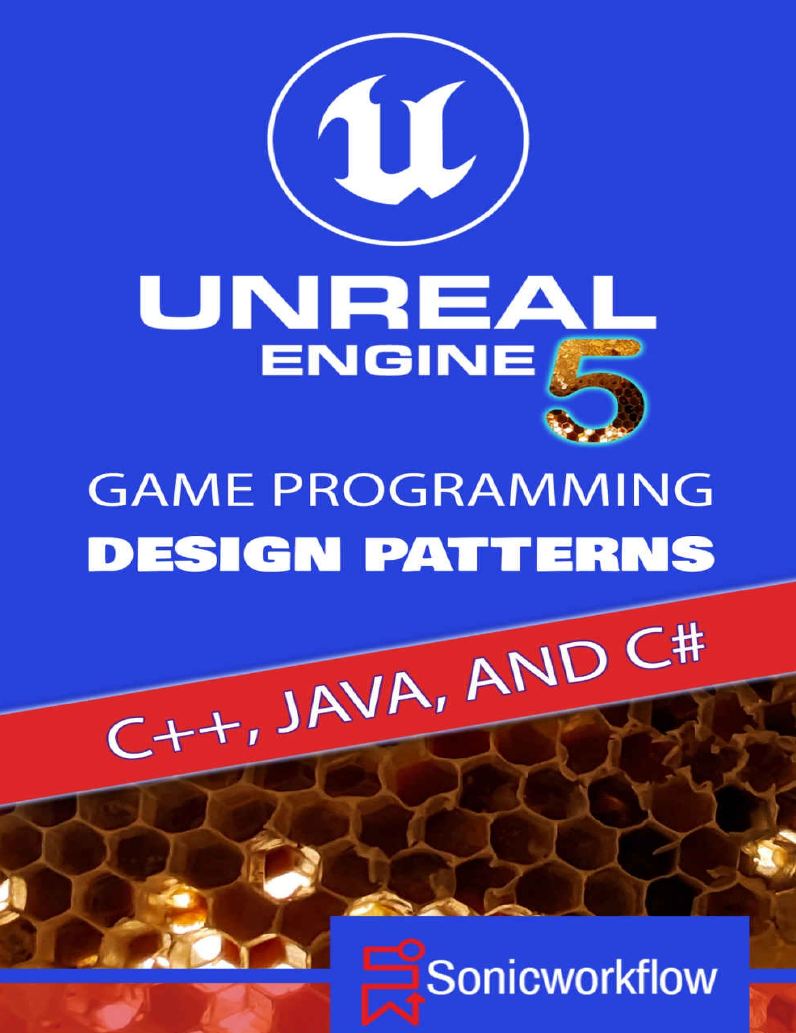 UNREAL
ENGINE 5
GAME PROGRAMMING
DESIGN PATTERNS
C++, JAVA, AND C#
Sonicworkflow